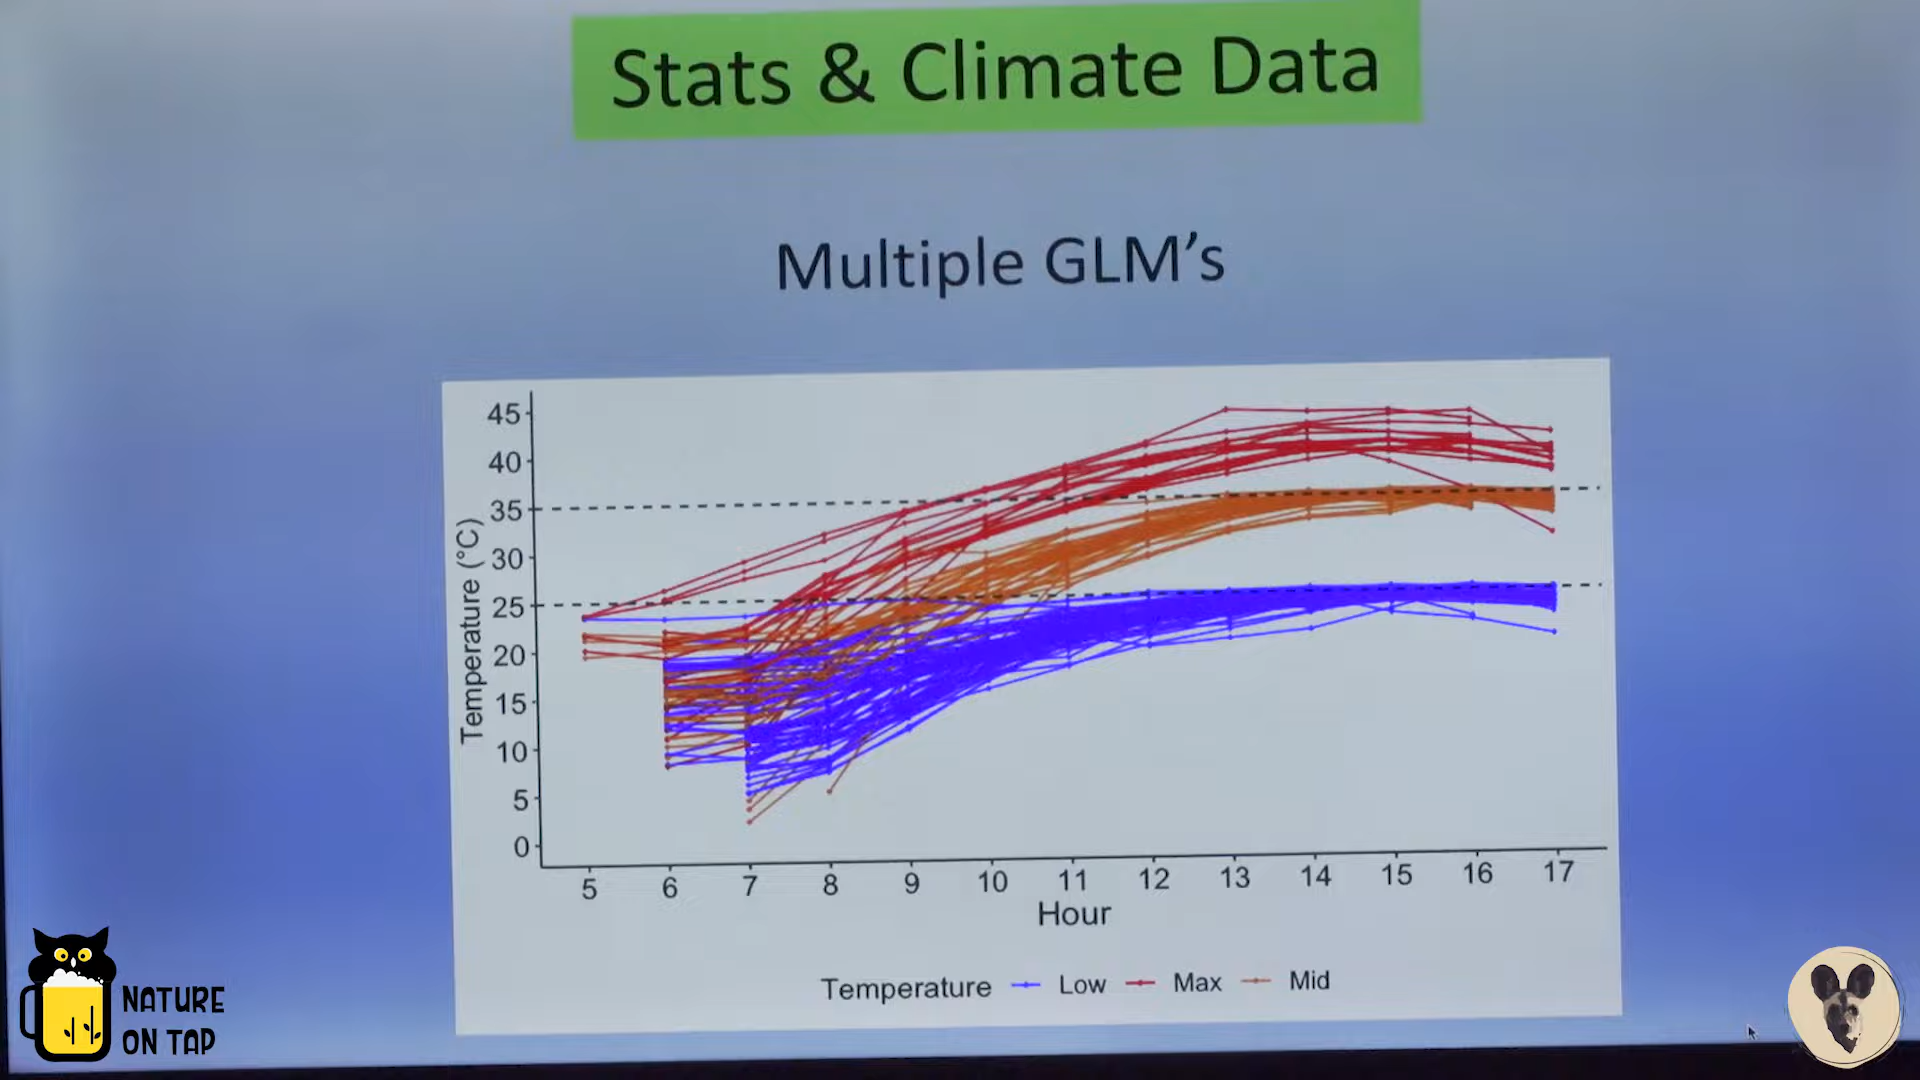 Stats & Climate Data
Multiple GLM's
45
40
35
30
25
20
15
10
5
0
Temperature (°C)
5 6 7 8 9 10 11 12 13 14 15 16 17
Hour
Temperature Low Max Mid
NATURE
ON TAP